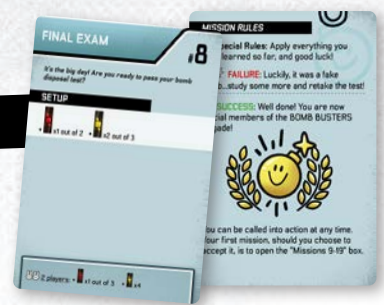 FINAL EXAM
#8
It's the big day! Are you ready to pass your bomb
disposal test?
SETUP
• x1 out of 2 • x2 out of 3
2 players: • x1 out of 3 • x4
MISSION RULES
ecial Rules: Apply everything you
learned so far, and good luck!
FAILURE: Luckily, it was a fake
...study some more and retake the test!
SUCCESS: Well done! You are now
cial members of the BOMB BUSTERS
gade!
ou can be called into action at any time.
our first mission, should you choose to
ccept it, is to open the "Missions 9-19" box.